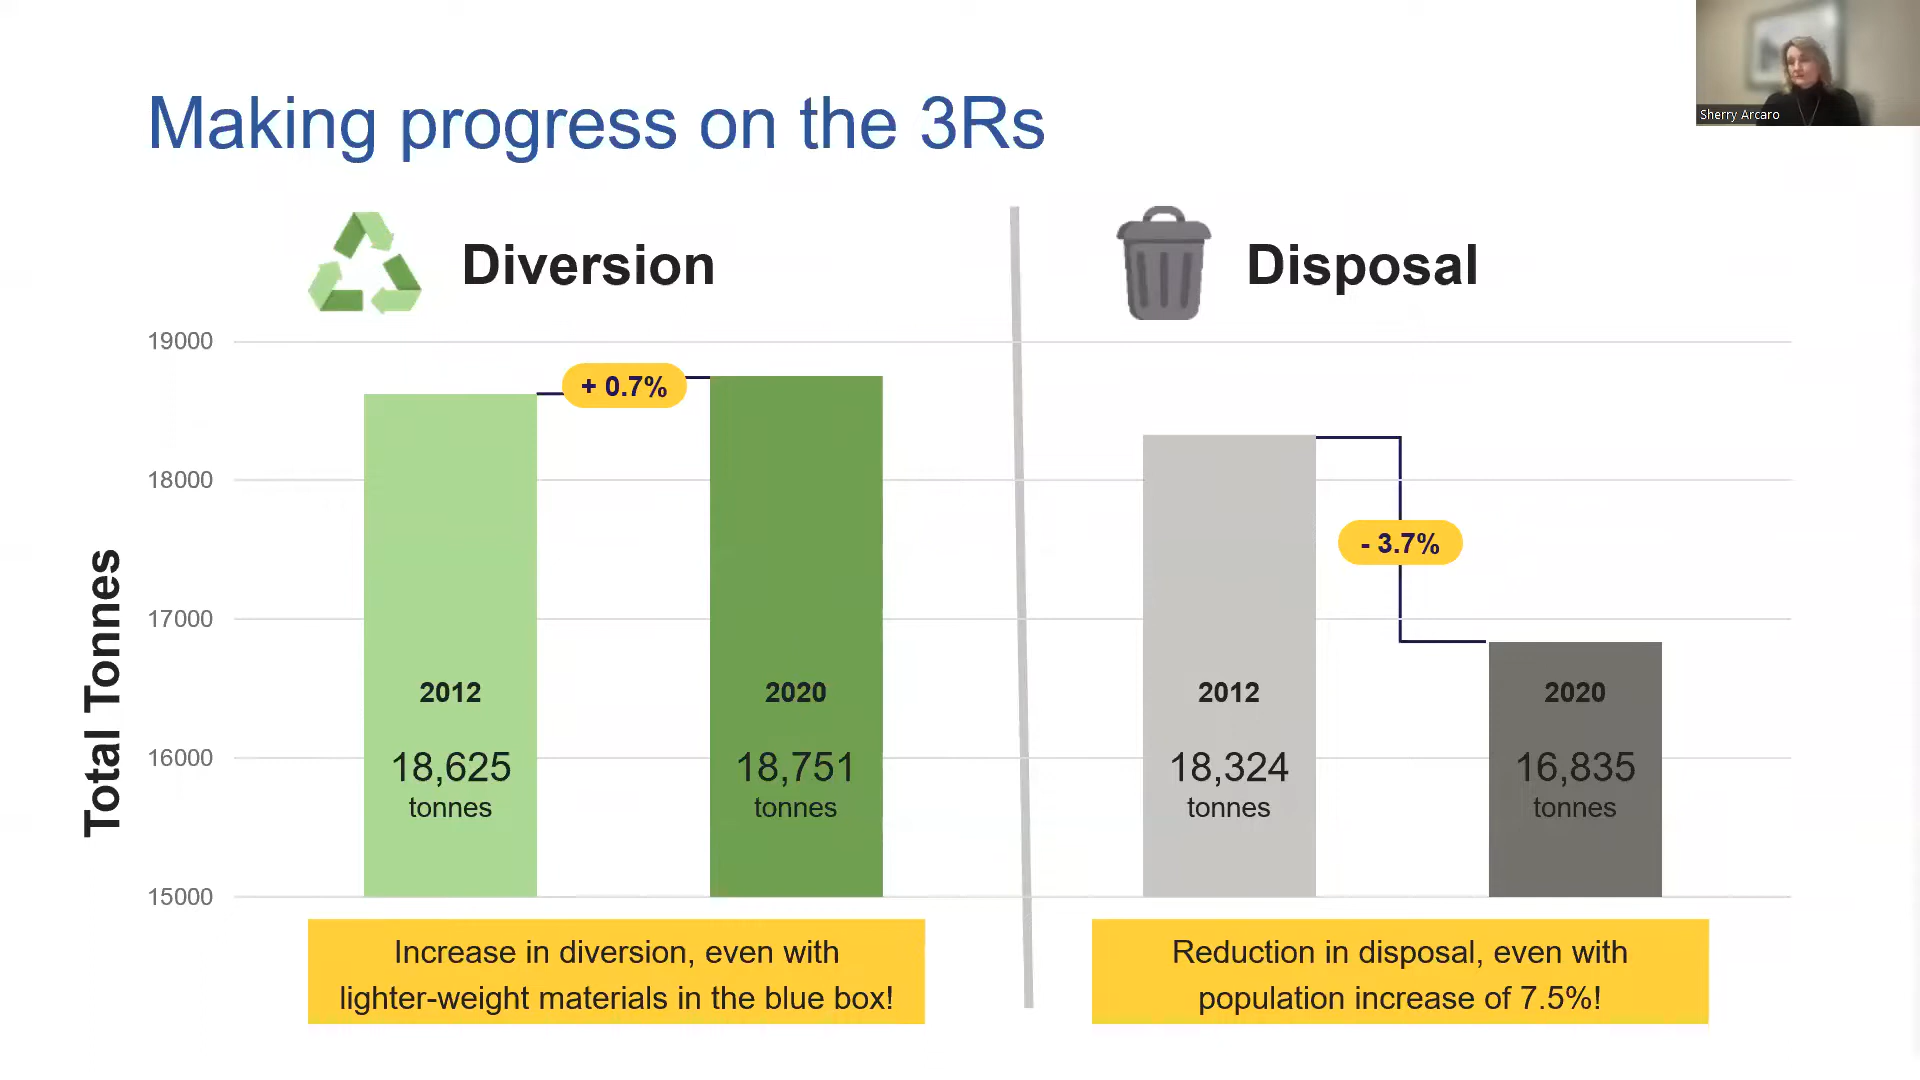 Making progress on the 3Rs
Sherry Arcaro
Diversion
Disposal
Total Tonnes
19000
18000
17000
16000
15000
+ 0.7%
2012
18,625
tonnes
2020
18,751
tonnes
- 3.7%
2012
18,324
tonnes
2020
16,835
tonnes
Increase in diversion, even with
lighter-weight materials in the blue box!
Reduction in disposal, even with
population increase of 7.5%!